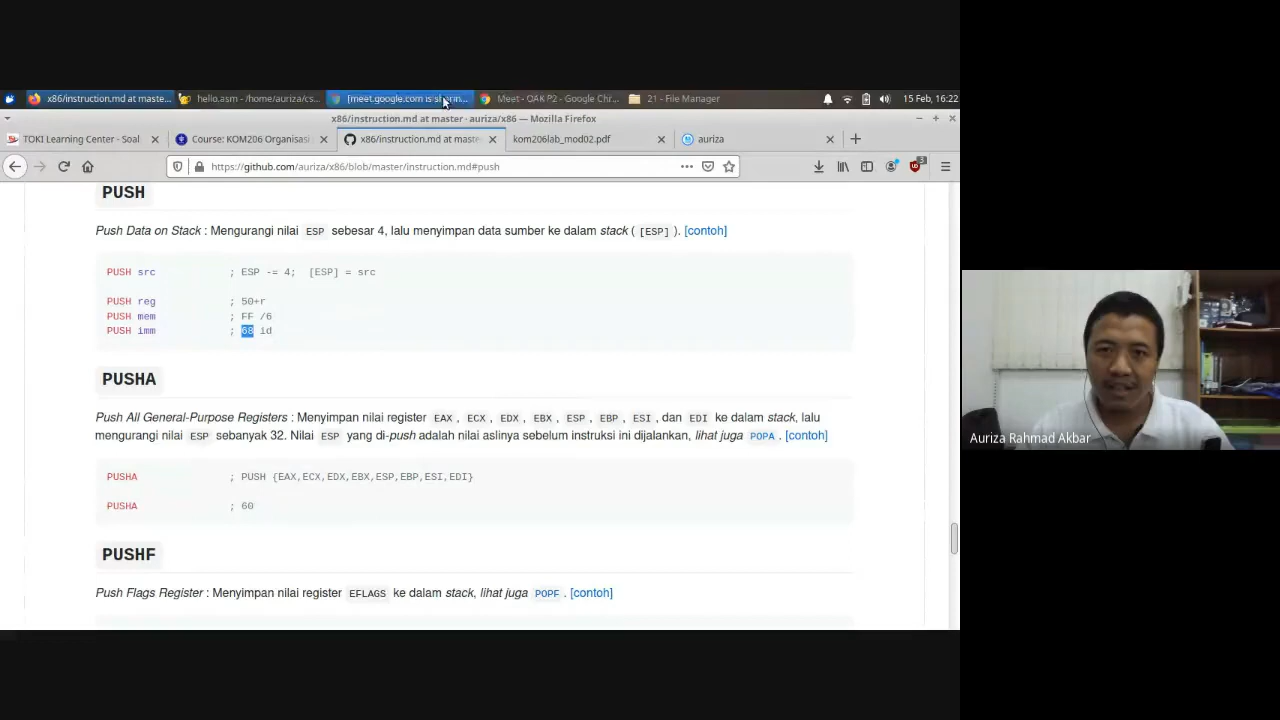 x86/instruction.md at maste...
hello.asm - /home/auriza/cs...
[meet.google.com is sharin...
Meet - OAK P2 - Google Chr...
21 - File Manager
15 Feb, 16:22
x86/instruction.md at master · auriza/x86 — Mozilla Firefox
TOKI Learning Center - Soal
Course: KOM206 Organisasi
x86/instruction.md at maste
kom206lab_mod02.pdf
auriza
https://github.com/auriza/x86/blob/master/instruction.md#push
PUSH
Push Data on Stack : Mengurangi nilai ESP sebesar 4, lalu menyimpan data sumber ke dalam stack ( [ESP] ). [contoh]
PUSH src ; ESP -= 4; [ESP] = src
PUSH reg ; 50+r
PUSH mem ; FF /6
PUSH imm ; 68 id
PUSHA
Push All General-Purpose Registers : Menyimpan nilai register EAX , ECX , EDX , EBX , ESP , EBP , ESI , dan EDI ke dalam stack, lalu
mengurangi nilai ESP sebanyak 32. Nilai ESP yang di-push adalah nilai aslinya sebelum instruksi ini dijalankan, lihat juga POPA . [contoh]
PUSHA ; PUSH {EAX,ECX,EDX,EBX,ESP,EBP,ESI,EDI}
PUSHA ; 60
PUSHF
Push Flags Register : Menyimpan nilai register EFLAGS ke dalam stack, lihat juga POPF . [contoh]
Auriza Rahmad Akbar